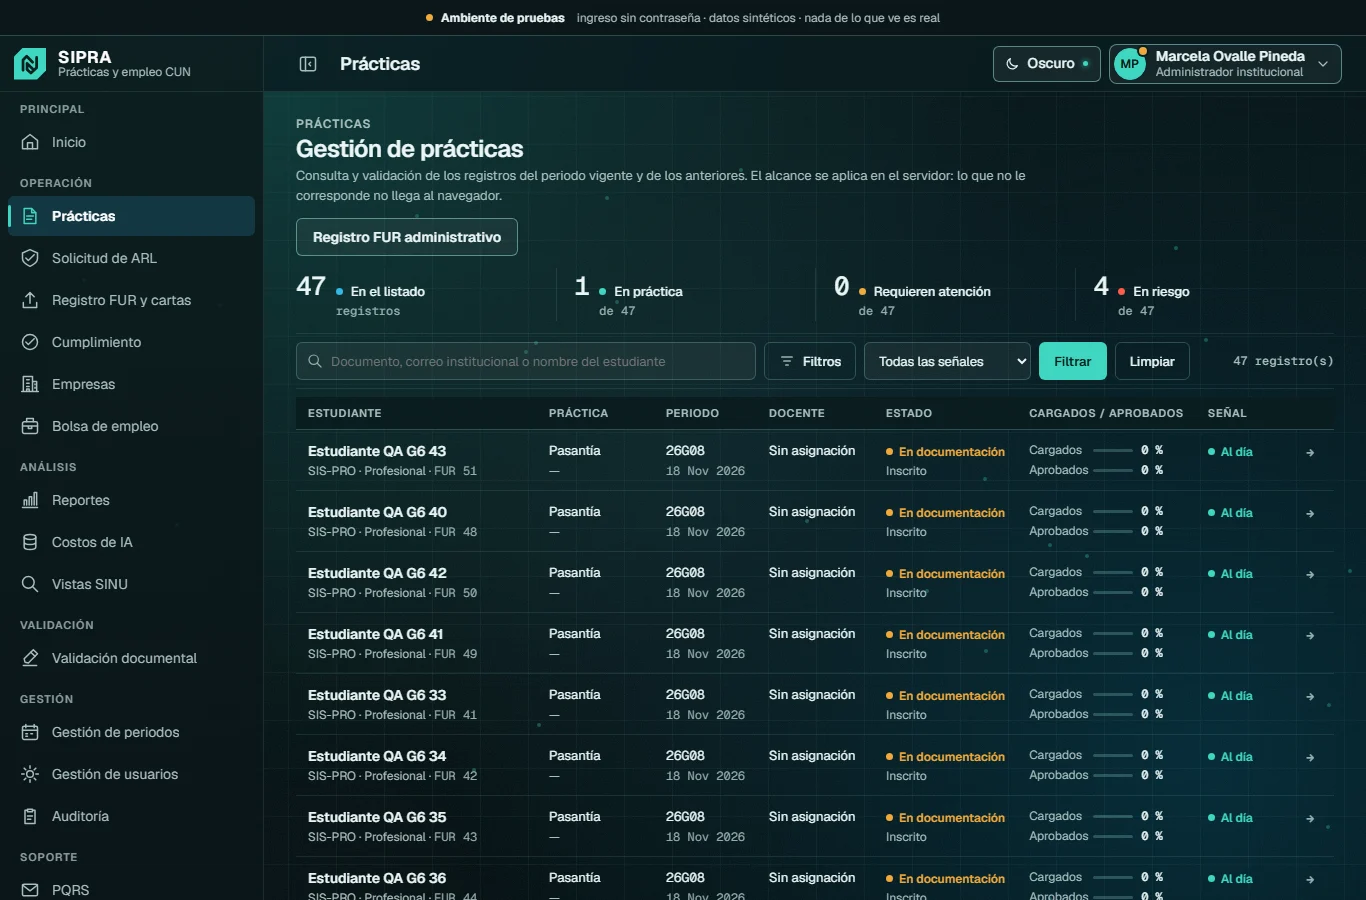 Ambiente de pruebas ingreso sin contraseña · datos sintéticos · nada de lo que ve es real
SIPRA
Prácticas y empleo CUN
Prácticas
Oscuro
MP
Marcela Ovalle Pineda
Administrador institucional
PRINCIPAL
Inicio
OPERACIÓN
Prácticas
Solicitud de ARL
Registro FUR y cartas
Cumplimiento
Empresas
Bolsa de empleo
ANÁLISIS
Reportes
Costos de IA
Vistas SINU
VALIDACIÓN
Validación documental
GESTIÓN
Gestión de periodos
Gestión de usuarios
Auditoría
SOPORTE
PQRS
PRÁCTICAS
Gestión de prácticas
Consulta y validación de los registros del periodo vigente y de los anteriores. El alcance se aplica en el servidor: lo que no le
corresponde no llega al navegador.
Registro FUR administrativo
47 En el listado
registros
1 En práctica
de 47
0 Requieren atención
de 47
4 En riesgo
de 47
Documento, correo institucional o nombre del estudiante
Filtros
Todas las señales
Filtrar
Limpiar
47 registro(s)
ESTUDIANTE PRÁCTICA PERIODO DOCENTE ESTADO CARGADOS / APROBADOS SEÑAL
Estudiante QA G6 43 Pasantía 26G08 Sin asignación En documentación Cargados 0 % Al día →
SIS-PRO · Profesional · FUR 51 — 18 Nov 2026 Inscrito Aprobados 0 %
Estudiante QA G6 40 Pasantía 26G08 Sin asignación En documentación Cargados 0 % Al día →
SIS-PRO · Profesional · FUR 48 — 18 Nov 2026 Inscrito Aprobados 0 %
Estudiante QA G6 42 Pasantía 26G08 Sin asignación En documentación Cargados 0 % Al día →
SIS-PRO · Profesional · FUR 50 — 18 Nov 2026 Inscrito Aprobados 0 %
Estudiante QA G6 41 Pasantía 26G08 Sin asignación En documentación Cargados 0 % Al día →
SIS-PRO · Profesional · FUR 49 — 18 Nov 2026 Inscrito Aprobados 0 %
Estudiante QA G6 33 Pasantía 26G08 Sin asignación En documentación Cargados 0 % Al día →
SIS-PRO · Profesional · FUR 41 — 18 Nov 2026 Inscrito Aprobados 0 %
Estudiante QA G6 34 Pasantía 26G08 Sin asignación En documentación Cargados 0 % Al día →
SIS-PRO · Profesional · FUR 42 — 18 Nov 2026 Inscrito Aprobados 0 %
Estudiante QA G6 35 Pasantía 26G08 Sin asignación En documentación Cargados 0 % Al día →
SIS-PRO · Profesional · FUR 43 — 18 Nov 2026 Inscrito Aprobados 0 %
Estudiante QA G6 36 Pasantía 26G08 Sin asignación En documentación Cargados 0 % Al día →
SIS-PRO · Profesional · FUR 44 — 18 Nov 2026 Inscrito Aprobados 0 %